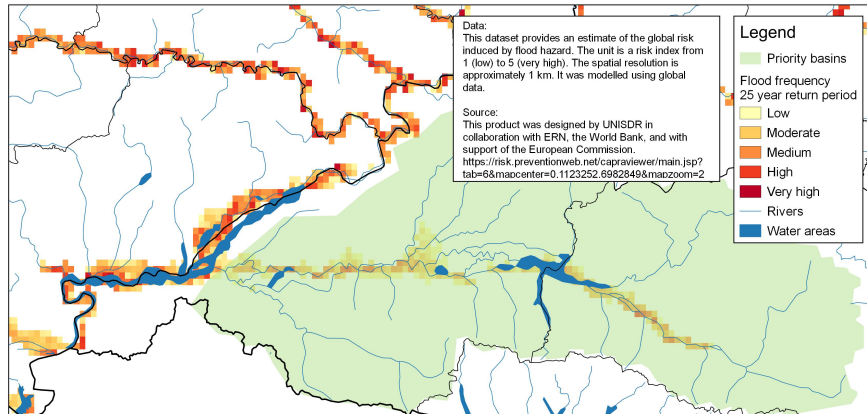 Data:
This dataset provides an estimate of the global risk
induced by flood hazard. The unit is a risk index from
1 (low) to 5 (very high). The spatial resolution is
approximately 1 km. It was modelled using global
data.
Source:
This product was designed by UNISDR in
collaboration with ERN, the World Bank, and with
support of the European Commission.
https://risk.preventionweb.net/capraviewer/main.jsp?
tab=6&mapcenter=0.1123252.6982849&mapzoom=2
Legend
Priority basins
Flood frequency
25 year return period
Low
Moderate
Medium
High
Very high
Rivers
Water areas